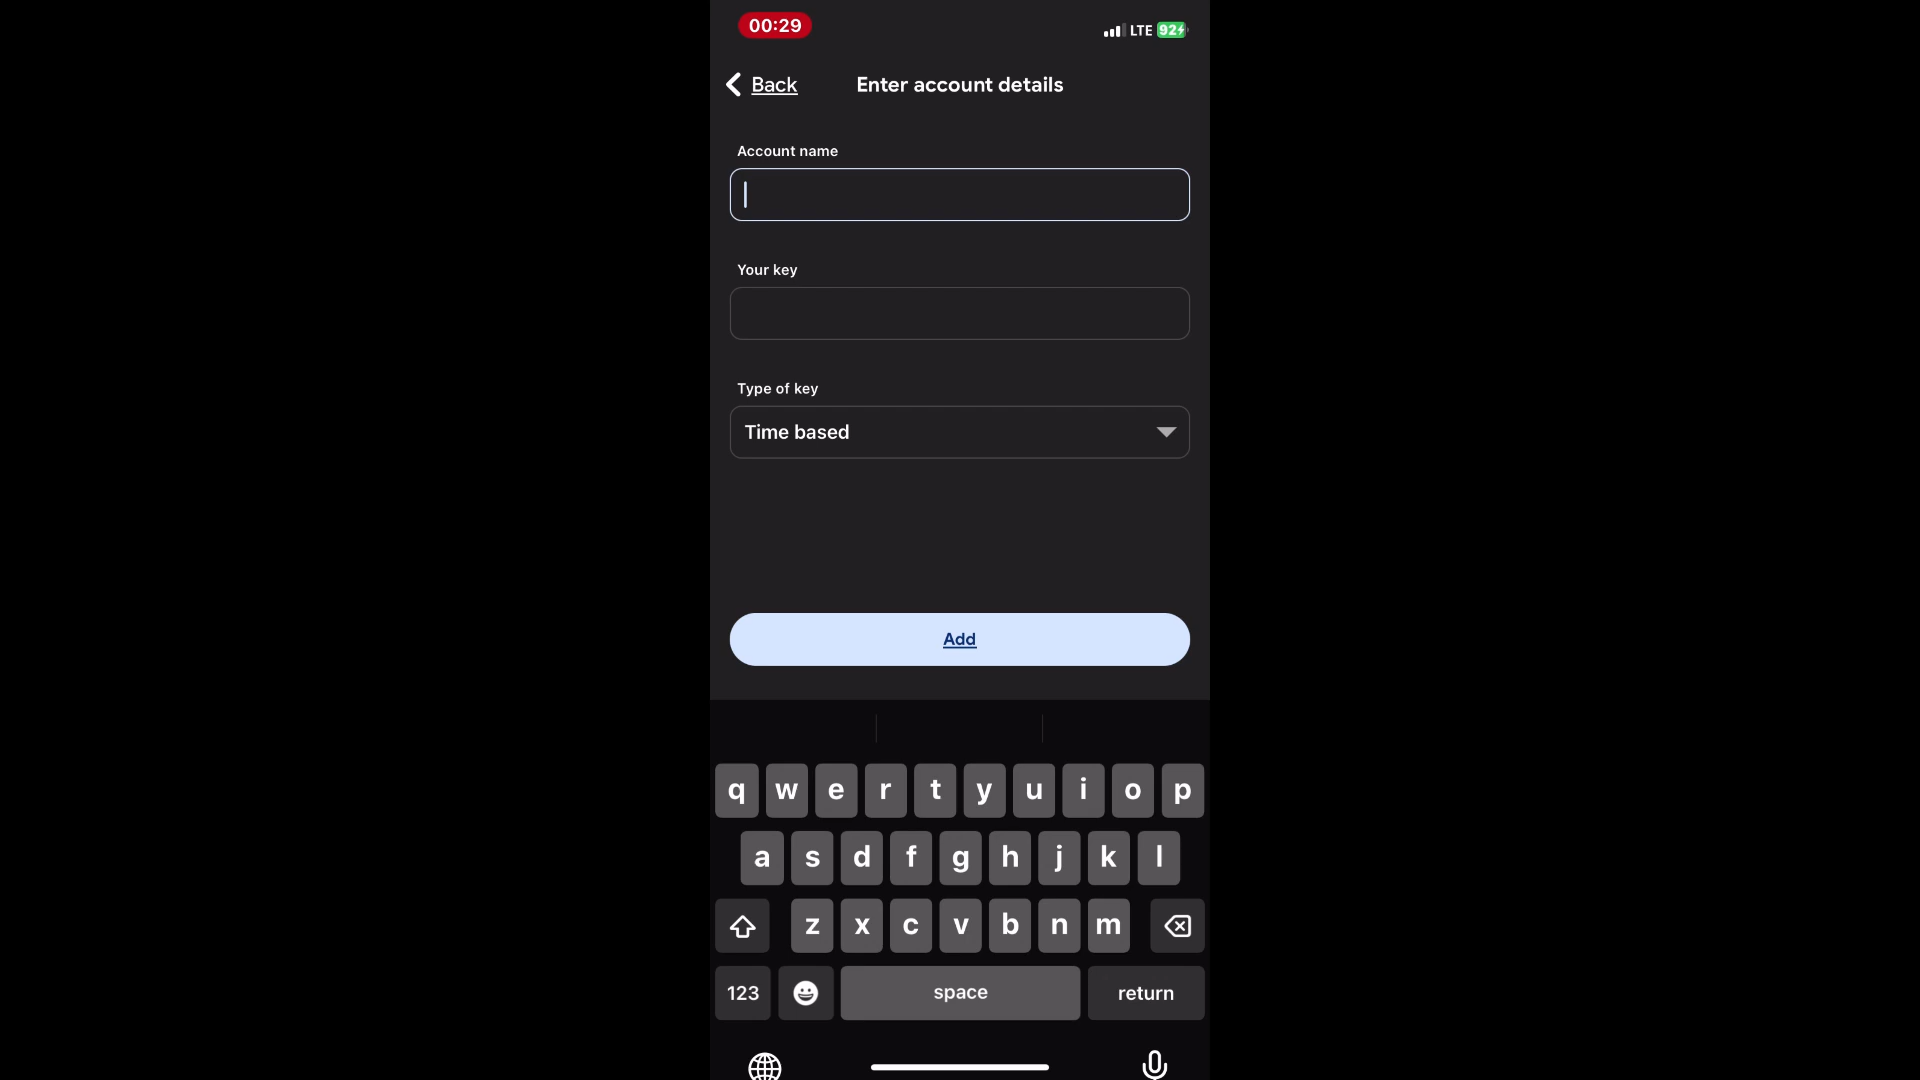 00:29
LTE 92
Back
Enter account details
Account name
Your key
Type of key
Time based
Add
q w e r t y u i o p
a s d f g h j k l
z x c v b n m
123 space return